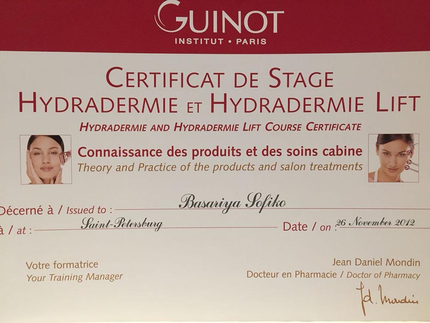 GUINOT
INSTITUT • PARIS
CERTIFICAT DE STAGE
HYDRADERMIE ET HYDRADERMIE LIFT
HYDRADERMIE AND HYDRADERMIE LIFT COURSE CERTIFICATE
Connaissance des produits et des soins cabine
Theory and Practice of the products and salon treatments
Décerné à / Issued to : Basariya Sofiko
à / at : Saint-Petersburg Date / on : 26 November 2012
Votre formatrice
Your Training Manager
Jean Daniel Mondin
Docteur en Pharmacie / Doctor of Pharmacy
J.d. Mondin